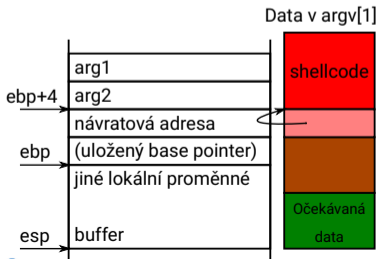 Data v argv[1]
arg1
shellcode
ebp+4
arg2
návratová adresa
ebp
(uložený base pointer)
jiné lokální proměnné
Očekávaná
data
esp
buffer